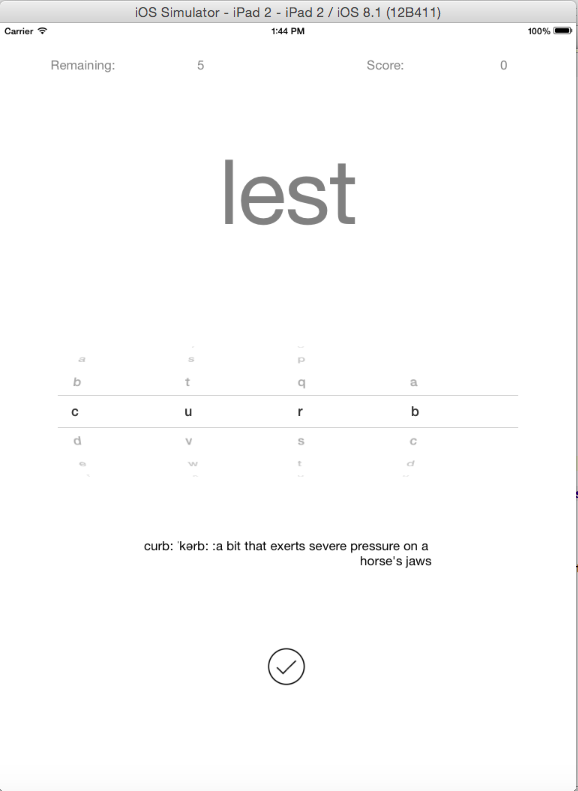 iOS Simulator - iPad 2 - iPad 2 / iOS 8.1 (12B411)
Carrier 1:44 PM 100%
Remaining: 5 Score: 0
lest
a s p
b t q a
c u r b
d v s c
e w t d
curb: ˈkərb: :a bit that exerts severe pressure on a
horse's jaws